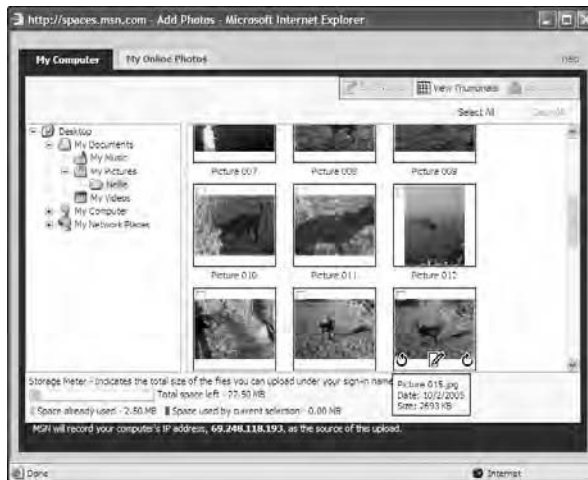 http://spaces.msn.com - Add Photos - Microsoft Internet Explorer
My Computer
My Online Photos
Help
View Thumbnails
Select All
Desktop
My Documents
My Music
My Pictures
Nellie
My Videos
My Computer
My Network Places
Picture 007
Picture 008
Picture 009
Picture 010
Picture 011
Picture 012
Storage Meter - Indicates the total size of the files you can upload under your sign-in name
Total space left - 27.50 MB
Space already used - 2.50 MB
Space used by current selection - 0.00 MB
Picture 015.jpg
Date: 10/2/2005
Size: 2693 KB
MSN will record your computer's IP address, 69.248.118.193, as the source of this upload.
Done
Internet